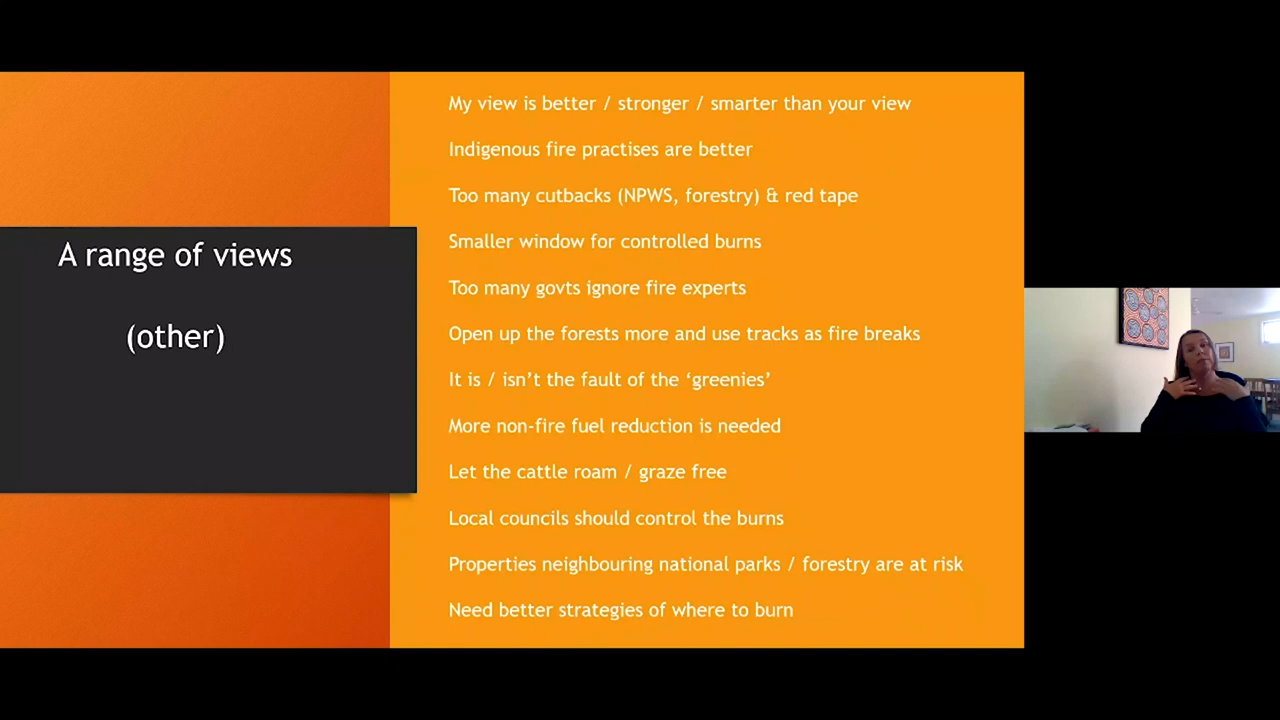 A range of views
(other)
My view is better / stronger / smarter than your view
Indigenous fire practises are better
Too many cutbacks (NPWS, forestry) & red tape
Smaller window for controlled burns
Too many govts ignore fire experts
Open up the forests more and use tracks as fire breaks
It is / isn’t the fault of the ‘greenies’
More non-fire fuel reduction is needed
Let the cattle roam / graze free
Local councils should control the burns
Properties neighbouring national parks / forestry are at risk
Need better strategies of where to burn